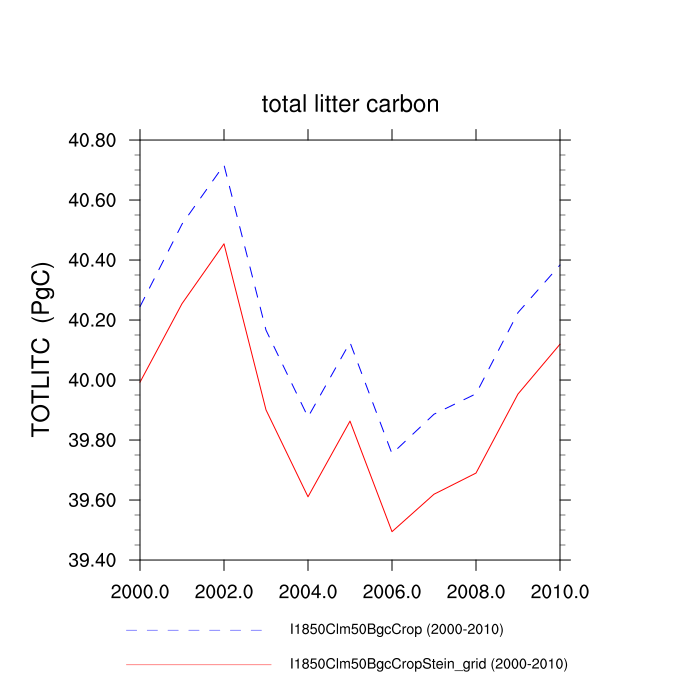 total litter carbon
TOTLITC (PgC)
40.80
40.60
40.40
40.20
40.00
39.80
39.60
39.40
2000.0 2002.0 2004.0 2006.0 2008.0 2010.0
I1850Clm50BgcCrop (2000-2010)
I1850Clm50BgcCropStein_grid (2000-2010)